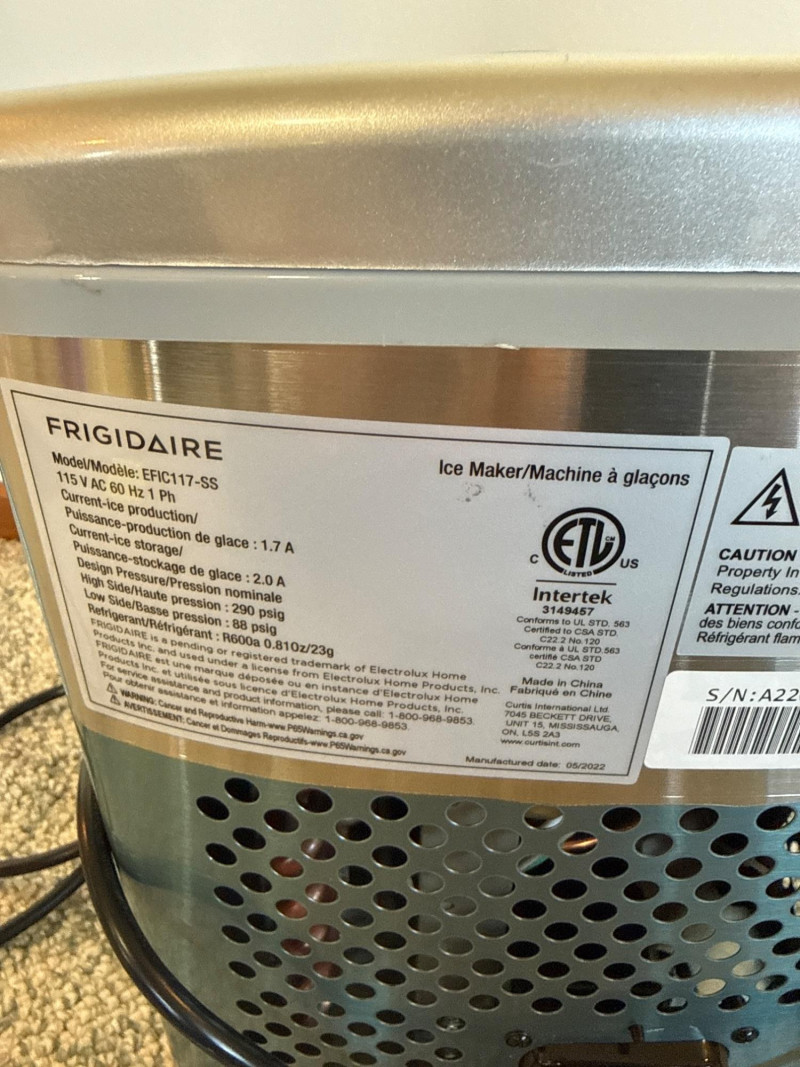 FRIGIDAIRE
Model/Modèle: EFIC117-SS
115 V AC 60 Hz 1 Ph
Current-ice production/
Puissance-production de glace : 1.7 A
Current-ice storage/
Puissance-stockage de glace : 2.0 A
Design Pressure/Pression nominale
High Side/Haute pression : 290 psig
Low Side/Basse pression : 88 psig
Refrigerant/Réfrigérant : R600a 0.81oz/23g
FRIGIDAIRE is a pending or registered trademark of Electrolux Home
Products Inc. and used under a license from Electrolux Home Products, Inc.
FRIGIDAIRE est une marque déposée ou en instance d'Electrolux Home
Products Inc. et utilisée sous licence d'Electrolux Home Products, Inc.
For service assistance and product information, please call: 1-800-968-9853.
Pour obtenir assistance et information appelez: 1-800-968-9853.
WARNING: Cancer and Reproductive Harm-www.P65Warnings.ca.gov
AVERTISSEMENT: Cancer et Dommages Reproductifs-www.P65Warnings.ca.gov
Ice Maker/Machine à glaçons
C ETL CM US
LISTED
Intertek
3149457
Conforms to UL STD. 563
Certified to CSA STD.
C22.2 No.120
Conforme à UL STD.563
certifié CSA STD
C22.2 No.120
Made in China
Fabriqué en Chine
Curtis International Ltd.
7045 BECKETT DRIVE,
UNIT 15, MISSISSAUGA,
ON, L5S 2A3
www.curtisint.com
Manufactured date: 05/2022
CAUTION
Property In
Regulations.
ATTENTION -
des biens confo
Réfrigérant flam
S/N:A22